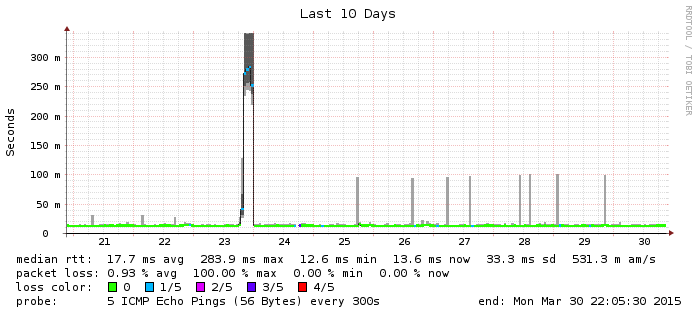 Last 10 Days
RRDTOOL / TOBI OETIKER
Seconds
300 m
250 m
200 m
150 m
100 m
50 m
0
21 22 23 24 25 26 27 28 29 30
median rtt: 17.7 ms avg 283.9 ms max 12.6 ms min 13.6 ms now 33.3 ms sd 531.3 m am/s
packet loss: 0.93 % avg 100.00 % max 0.00 % min 0.00 % now
loss color: 0 1/5 2/5 3/5 4/5
probe: 5 ICMP Echo Pings (56 Bytes) every 300s end: Mon Mar 30 22:05:30 2015